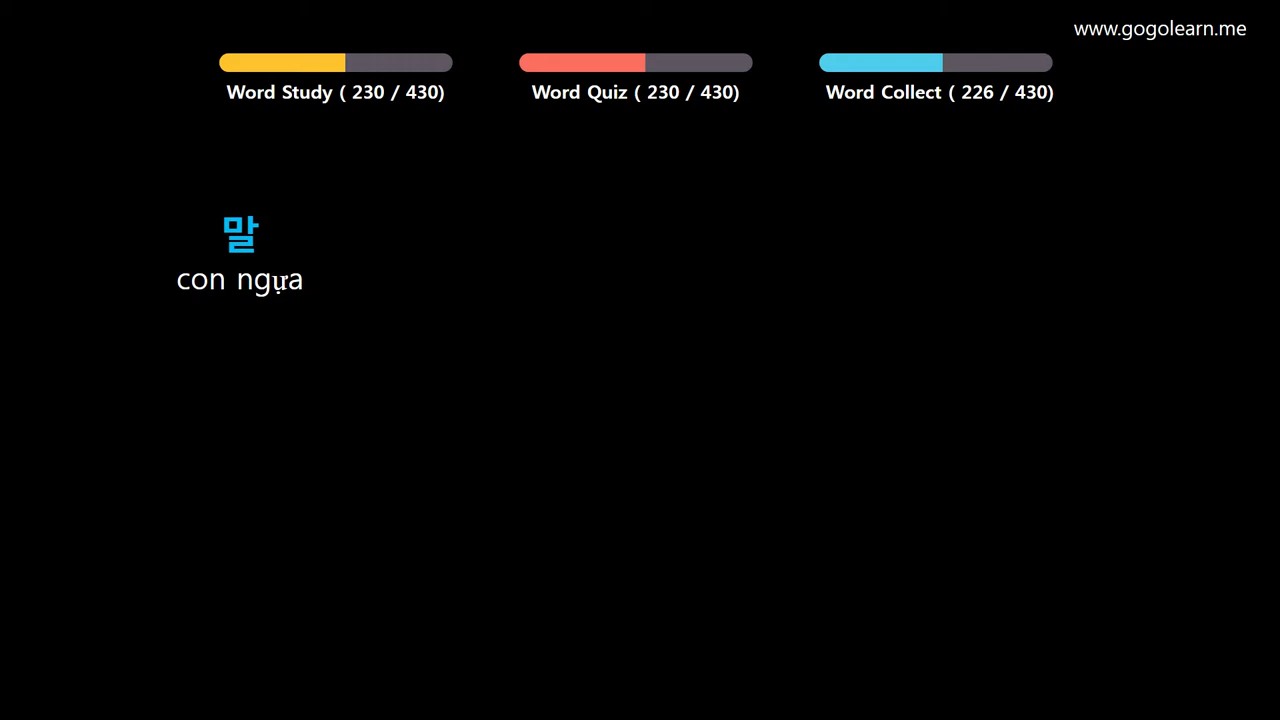 www.gogolearn.me
Word Study ( 230 / 430)
Word Quiz ( 230 / 430)
Word Collect ( 226 / 430)
말
con ngựa